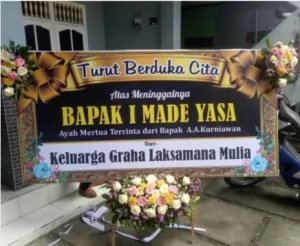 Turut Berduka Cita
Atas Meninggalnya
BAPAK I MADE YASA
Ayah Mertua Tercinta dari Bapak A.A.Kurniawan
Dari:
Keluarga Graha Laksamana Mulia